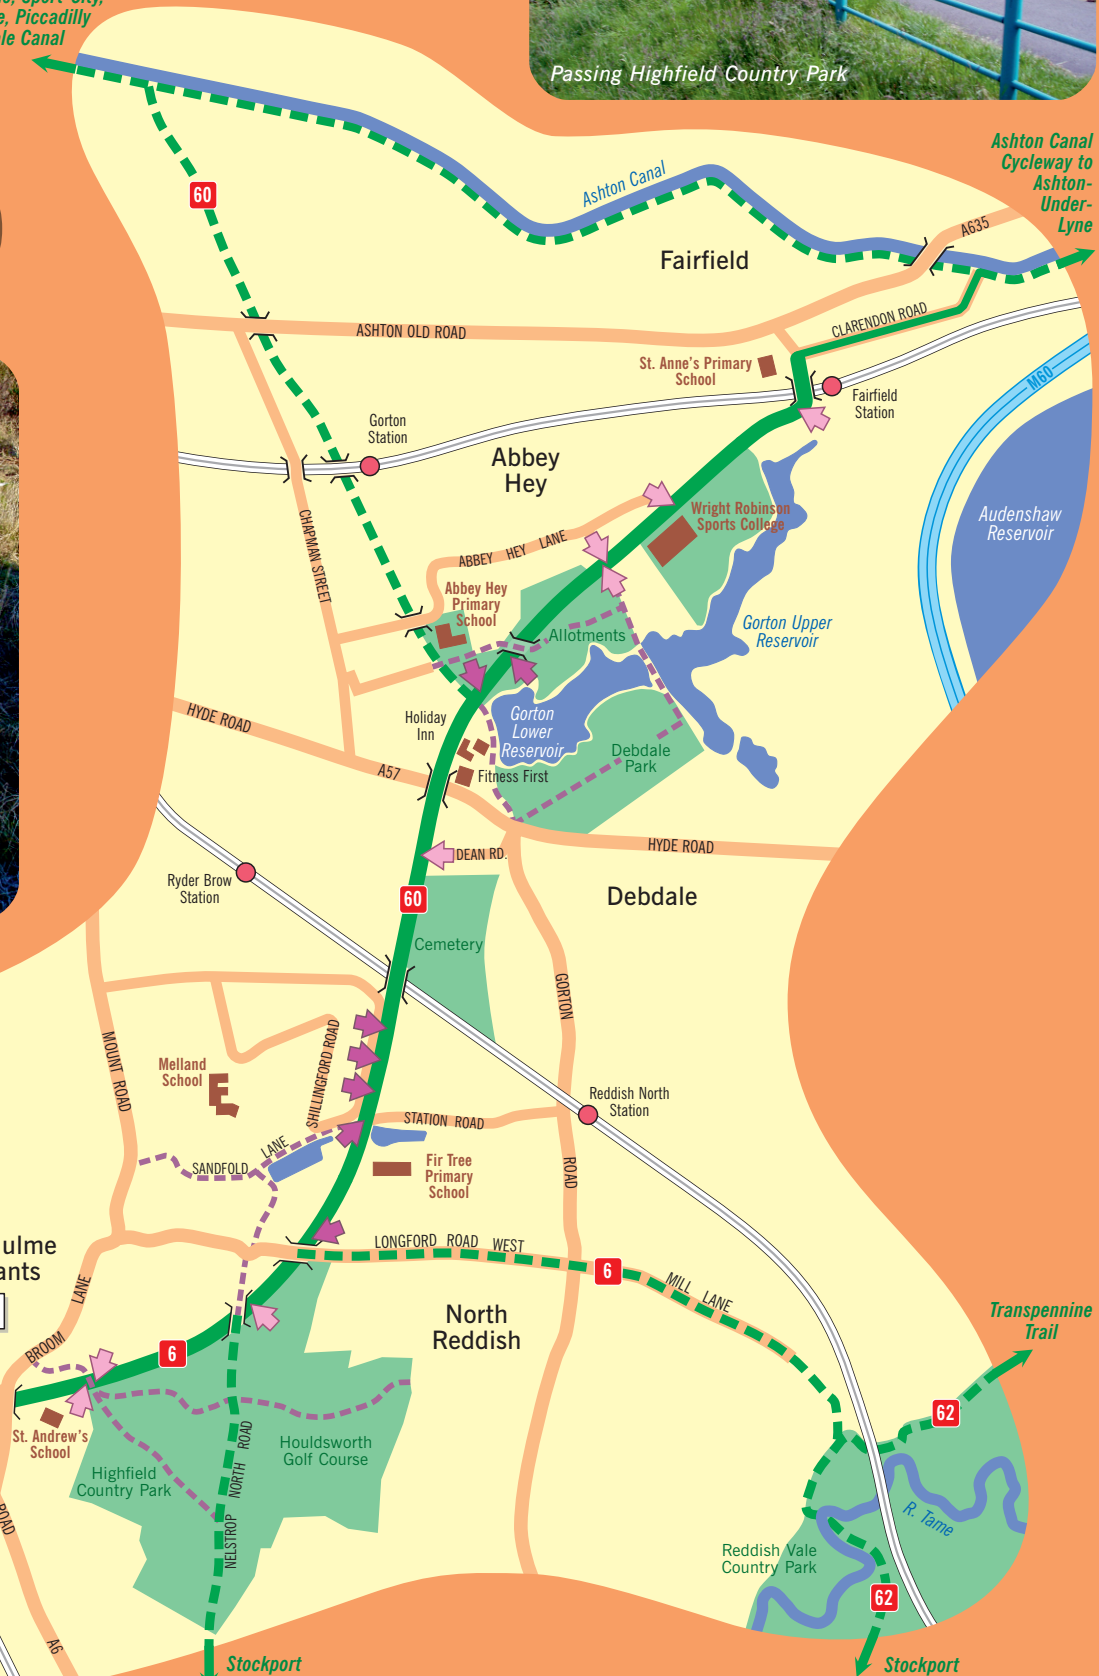 e, Piccadilly
le Canal
Passing Highfield Country Park
Ashton Canal
Cycleway to
Ashton-
Under-
Lyne
60
Ashton Canal
A635
Fairfield
ASHTON OLD ROAD
CLARENDON ROAD
St. Anne's Primary
School
M60
Fairfield
Station
Gorton
Station
Abbey
Hey
Wright Robinson
Sports College
Audenshaw
Reservoir
CHAPMAN STREET
ABBEY HEY LANE
Abbey Hey
Primary
School
Allotments
Gorton Upper
Reservoir
HYDE ROAD
Holiday
Inn
Gorton
Lower
Reservoir
Debdale
Park
A57
Fitness First
DEAN RD.
HYDE ROAD
Ryder Brow
Station
60
Debdale
Cemetery
GORTON
MOUNT ROAD
SHILLINGFORD ROAD
Melland
School
Reddish North
Station
STATION ROAD
SANDFOLD LANE
Fir Tree
Primary
School
ROAD
ulme
ants
LONGFORD ROAD WEST
6
MILL LANE
BROOM LANE
North
Reddish
Transpennine
Trail
6
62
St. Andrew's
School
Houldsworth
Golf Course
Highfield
Country Park
NELSTROP NORTH ROAD
R. Tame
ROAD
Reddish Vale
Country Park
62
A6
Stockport
Stockport